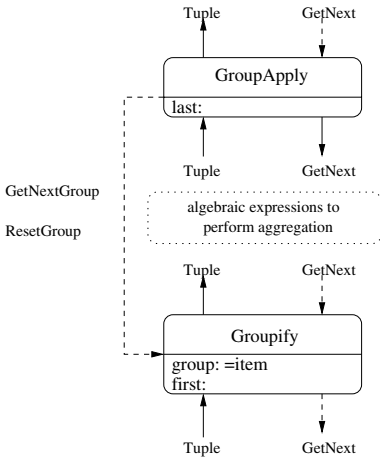 Tuple GetNext
GroupApply
last:
Tuple GetNext
GetNextGroup
ResetGroup
algebraic expressions to
perform aggregation
Tuple GetNext
Groupify
group: =item
first:
Tuple GetNext